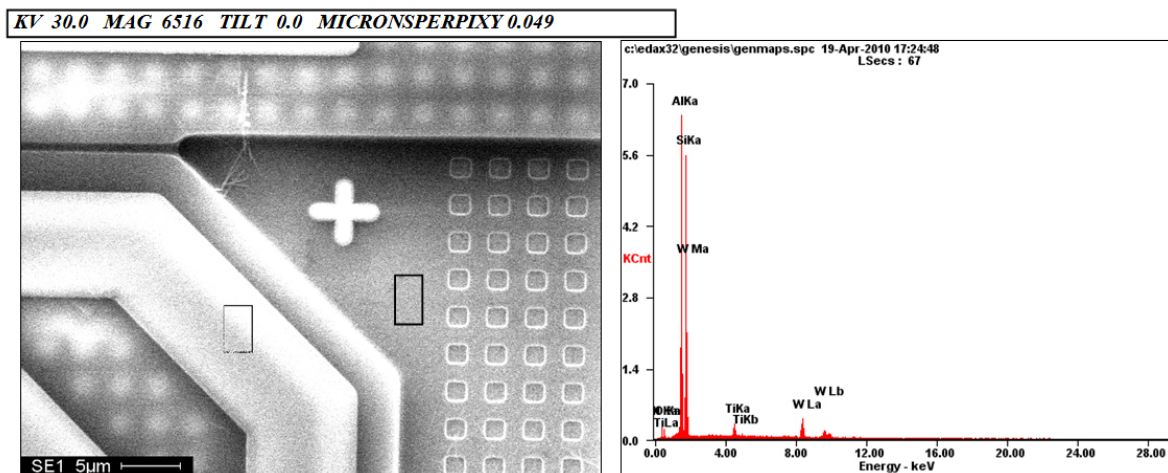 KV 30.0 MAG 6516 TILT 0.0 MICRONSPERPIXY 0.049
SE1 5µm
c:\edax32\genesis\genmaps.spc 19-Apr-2010 17:24:48
LSecs : 67
7.0
5.6
4.2
KCnt
2.8
1.4
0.0
AlKa
SiKa
W Ma
TiLa
TiKa
TiKb
W La
W Lb
0.00 4.00 8.00 12.00 16.00 20.00 24.00 28.00
Energy - keV